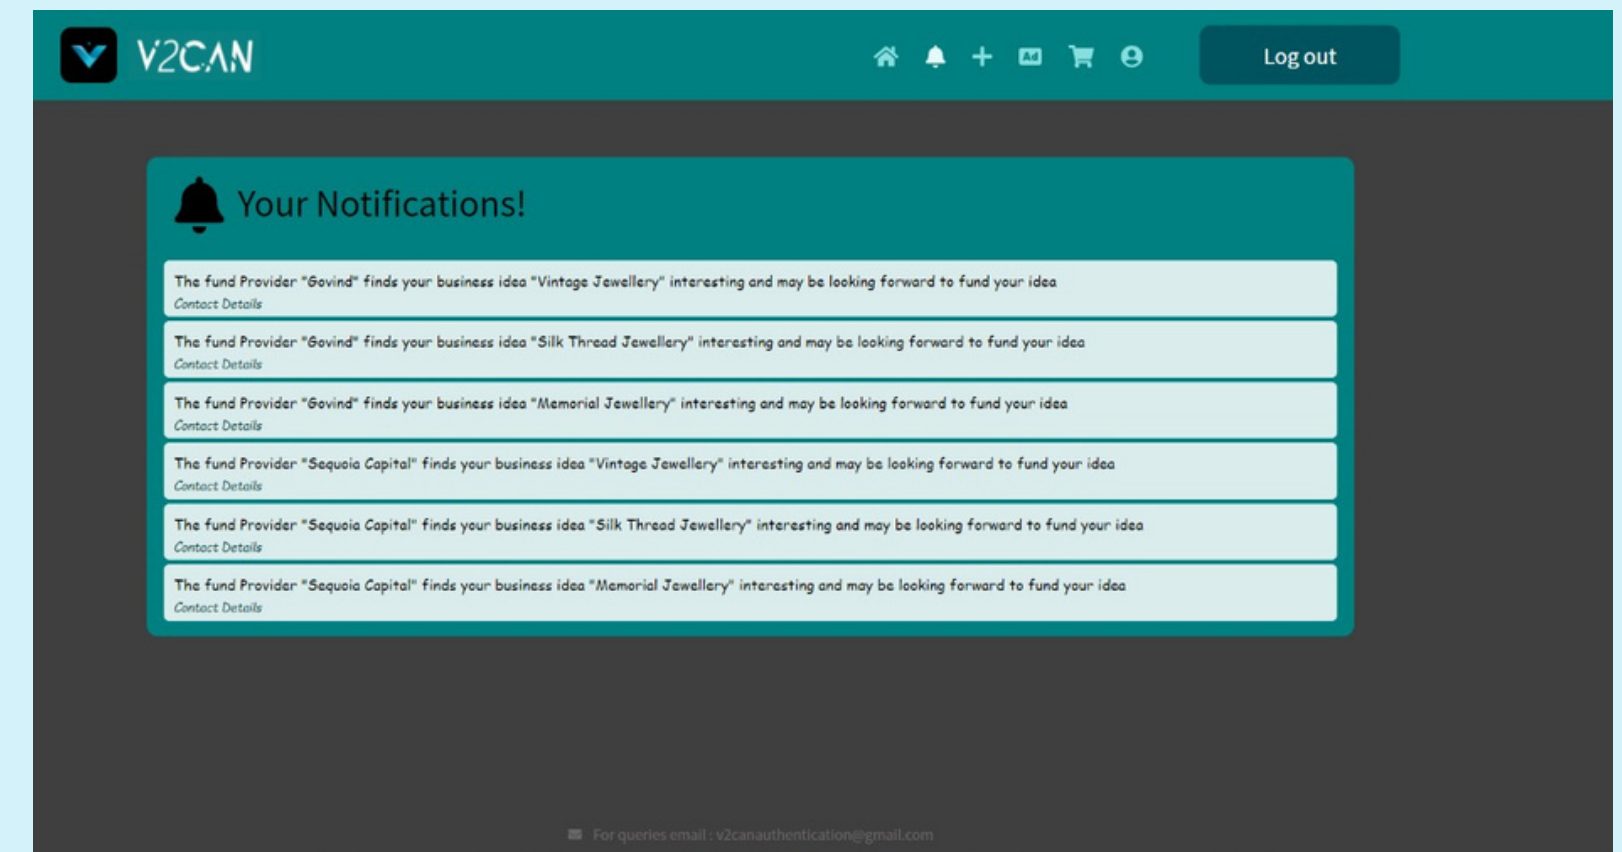 V2CAN
Ad
Log out
Your Notifications!
The fund Provider "Govind" finds your business idea "Vintage Jewellery" interesting and may be looking forward to fund your idea
Contact Details
The fund Provider "Govind" finds your business idea "Silk Thread Jewellery" interesting and may be looking forward to fund your idea
Contact Details
The fund Provider "Govind" finds your business idea "Memorial Jewellery" interesting and may be looking forward to fund your idea
Contact Details
The fund Provider "Sequoia Capital" finds your business idea "Vintage Jewellery" interesting and may be looking forward to fund your idea
Contact Details
The fund Provider "Sequoia Capital" finds your business idea "Silk Thread Jewellery" interesting and may be looking forward to fund your idea
Contact Details
The fund Provider "Sequoia Capital" finds your business idea "Memorial Jewellery" interesting and may be looking forward to fund your idea
Contact Details
For queries email : v2canauthentication@gmail.com